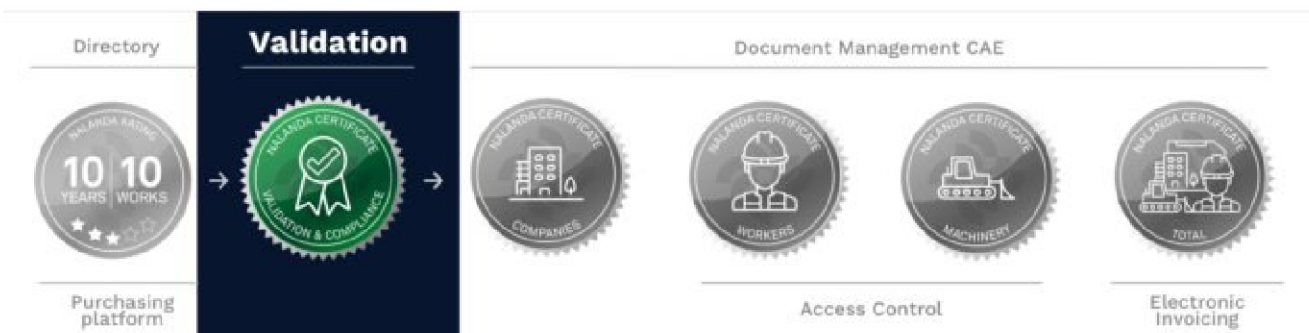 Directory
Validation
Document Management CAE
NALANDA RATING
10 10
YEARS WORKS
NALANDA CERTIFICATE
VALIDATION & COMPLIANCE
NALANDA CERTIFICATE
COMPANIES
NALANDA CERTIFICATE
WORKERS
NALANDA CERTIFICATE
MACHINERY
NALANDA CERTIFICATE
TOTAL
Purchasing
platform
Access Control
Electronic
Invoicing